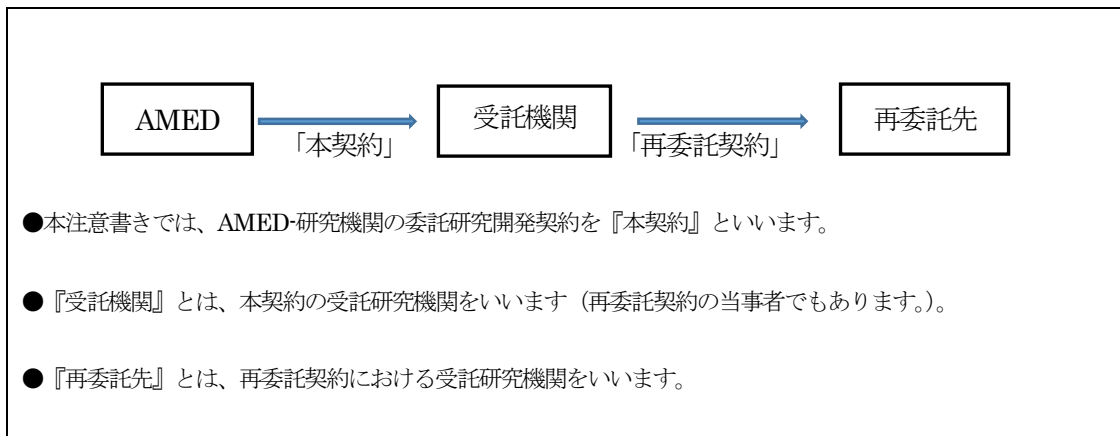 AMED
受託機関
再委託先
「本契約」
「再委託契約」
●本注意書きでは、AMED-研究機関の委託研究開発契約を『本契約』といいます。
●『受託機関』とは、本契約の受託研究機関をいいます（再委託契約の当事者でもあります。）。
●『再委託先』とは、再委託契約における受託研究機関をいいます。